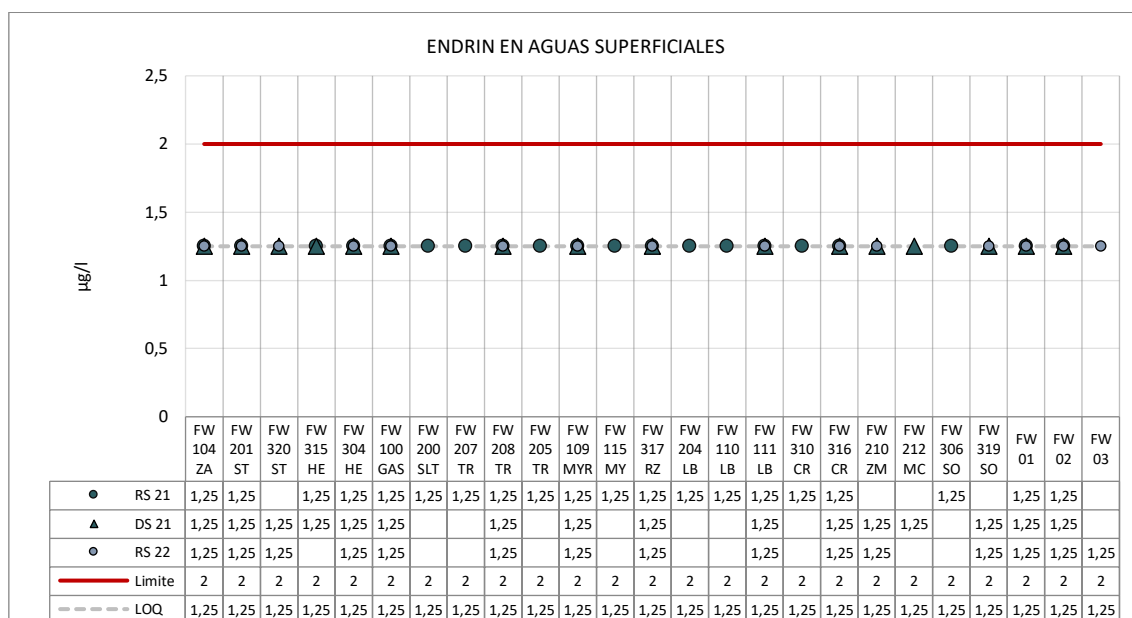 ENDRIN EN AGUAS SUPERFICIALES
2,5
2
1,5
1
0,5
0
µg/l
FW FW FW FW FW FW FW FW FW FW FW FW FW FW FW FW FW FW FW FW FW FW FW FW FW
104 201 320 315 304 100 200 207 208 205 109 115 317 204 110 111 310 316 210 212 306 319 01 02 03
ZA ST ST HE HE GAS SLT TR TR TR MYR MY RZ LB LB LB CR CR ZM MC SO SO
RS 21 1,25 1,25 1,25 1,25 1,25 1,25 1,25 1,25 1,25 1,25 1,25 1,25 1,25 1,25 1,25 1,25 1,25 1,25 1,25 1,25
DS 21 1,25 1,25 1,25 1,25 1,25 1,25 1,25 1,25 1,25 1,25 1,25 1,25 1,25 1,25 1,25 1,25
RS 22 1,25 1,25 1,25 1,25 1,25 1,25 1,25 1,25 1,25 1,25 1,25 1,25 1,25 1,25 1,25
Limite 2 2 2 2 2 2 2 2 2 2 2 2 2 2 2 2 2 2 2 2 2 2 2 2 2
LOQ 1,25 1,25 1,25 1,25 1,25 1,25 1,25 1,25 1,25 1,25 1,25 1,25 1,25 1,25 1,25 1,25 1,25 1,25 1,25 1,25 1,25 1,25 1,25 1,25 1,25